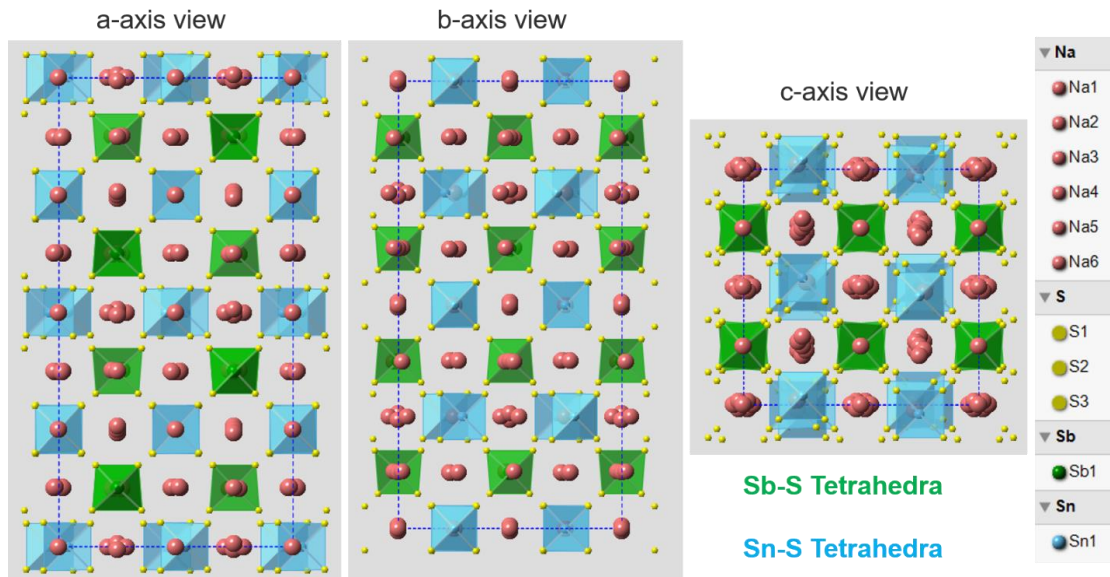 a-axis view
b-axis view
c-axis view
Sb-S Tetrahedra
Sn-S Tetrahedra
Na
Na1
Na2
Na3
Na4
Na5
Na6
S
S1
S2
S3
Sb
Sb1
Sn
Sn1